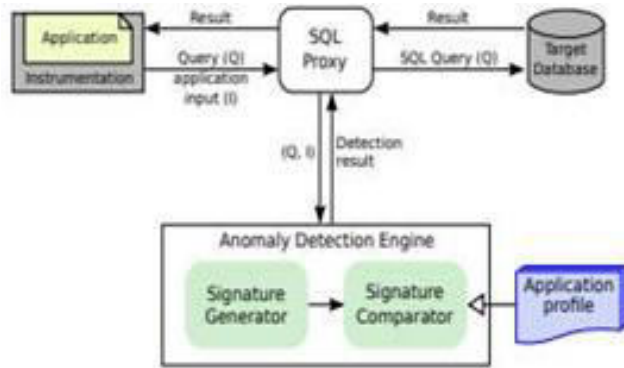 Application
Instrumentation
Result
Query (Q)
application
input (I)
SQL
Proxy
Result
SQL Query (Q)
Target
Database
(Q, I)
Detection
result
Anomaly Detection Engine
Signature
Generator
Signature
Comparator
Application
profile